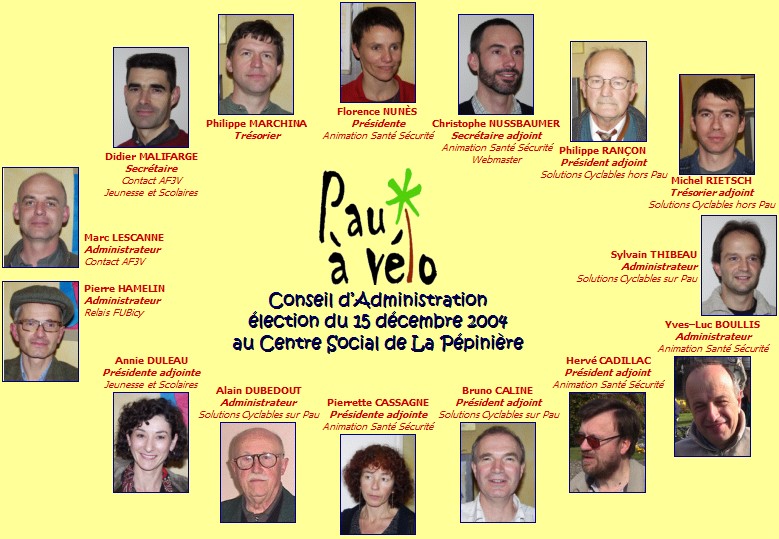 Philippe MARCHINA
Trésorier
Florence NUNÈS
Présidente
Animation Santé Sécurité
Christophe NUSSBAUMER
Secrétaire adjoint
Animation Santé Sécurité
Webmaster
Philippe RANÇON
Président adjoint
Solutions Cyclables hors Pau
Michel RIETSCH
Trésorier adjoint
Solutions Cyclables hors Pau
Didier MALIFARGE
Secrétaire
Contact AF3V
Jeunesse et Scolaires
Marc LESCANNE
Administrateur
Contact AF3V
Pierre HAMELIN
Administrateur
Relais FUBicy
Pau
à vélo
Conseil d'Administration
élection du 15 décembre 2004
au Centre Social de La Pépinière
Sylvain THIBEAU
Administrateur
Solutions Cyclables sur Pau
Yves–Luc BOULLIS
Administrateur
Animation Santé Sécurité
Annie DULEAU
Présidente adjointe
Jeunesse et Scolaires
Alain DUBEDOUT
Administrateur
Solutions Cyclables sur Pau
Pierrette CASSAGNE
Présidente adjointe
Animation Santé Sécurité
Bruno CALINE
Président adjoint
Solutions Cyclables sur Pau
Hervé CADILLAC
Président adjoint
Animation Santé Sécurité